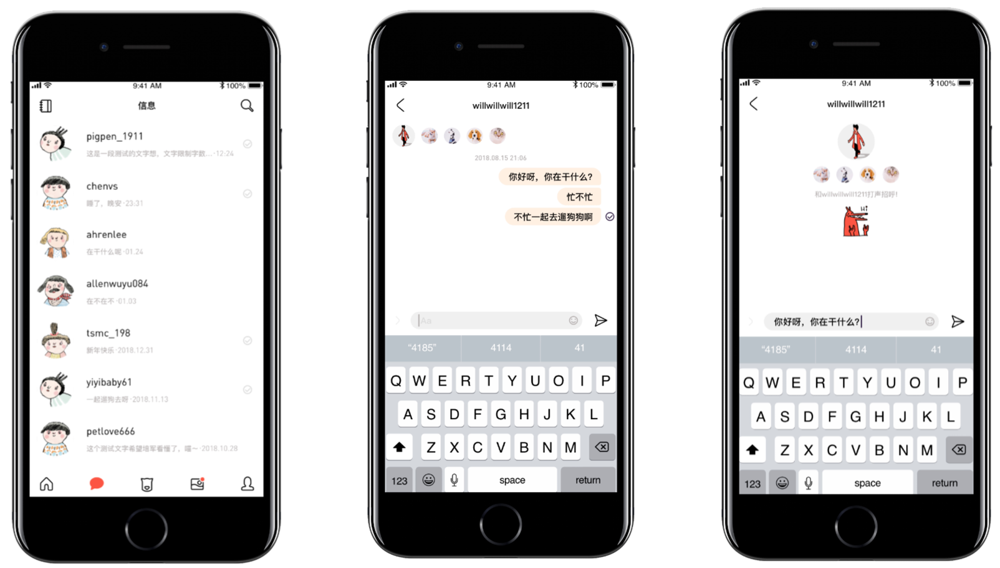 9:41 AM
100%
信息
pigpen_1911
这是一段测试的文字想，文字限制字数...·12:24
chenvs
睡了，晚安·23:31
ahrenlee
在干什么呢·01.24
allenwuyu084
在不在不·01.03
tsmc_198
新年快乐·2018.12.31
yiyibaby61
一起遛狗去呀·2018.11.13
petlove666
这个测试文字希望培军看懂了，喵～·2018.10.28
9:41 AM
100%
willwillwill1211
2018.08.15 21:06
你好呀，你在干什么？
忙不忙
不忙一起去遛狗狗啊
Aa
“4185” 4114 41
Q W E R T Y U O I P
A S D F G H J K L
Z X C V B N M
123 space return
9:41 AM
100%
willwillwill1211
和willwillwill1211打声招呼！
Hi
你好呀，你在干什么？
“4185” 4114 41
Q W E R T Y U O I P
A S D F G H J K L
Z X C V B N M
123 space return